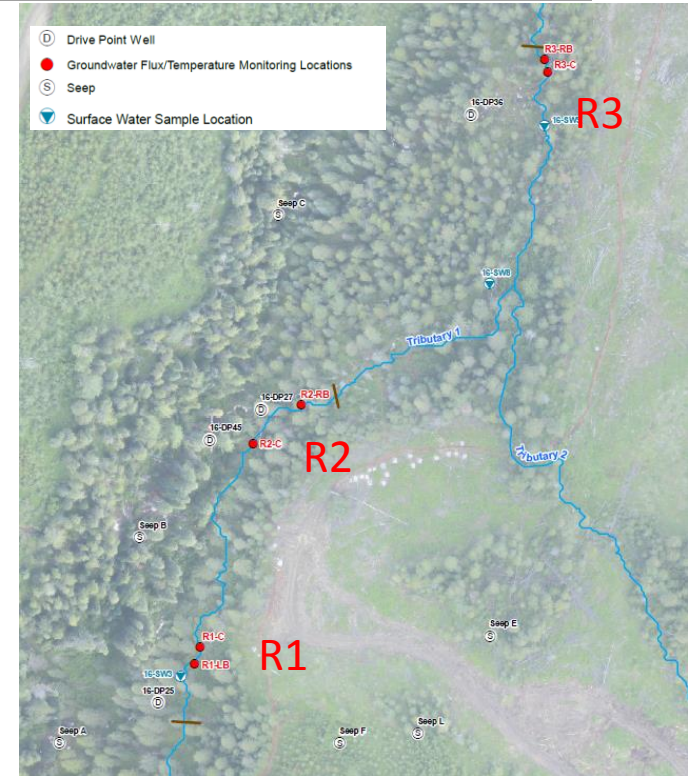 D Drive Point Well
Groundwater Flux/Temperature Monitoring Locations
S Seep
Surface Water Sample Location
R3-RB
R3-C
16-DP36
D
R3
Seep C
S
16-SW8
Tributary 1
R2-RB
16-DP27
D
16-DP45
D
R2-C
R2
Tributary 2
Seep B
S
R1-C
Seep E
S
R1
R1-LB
16-SW3
16-DP25
D
Seep A
S
Seep F
S
Seep L
S